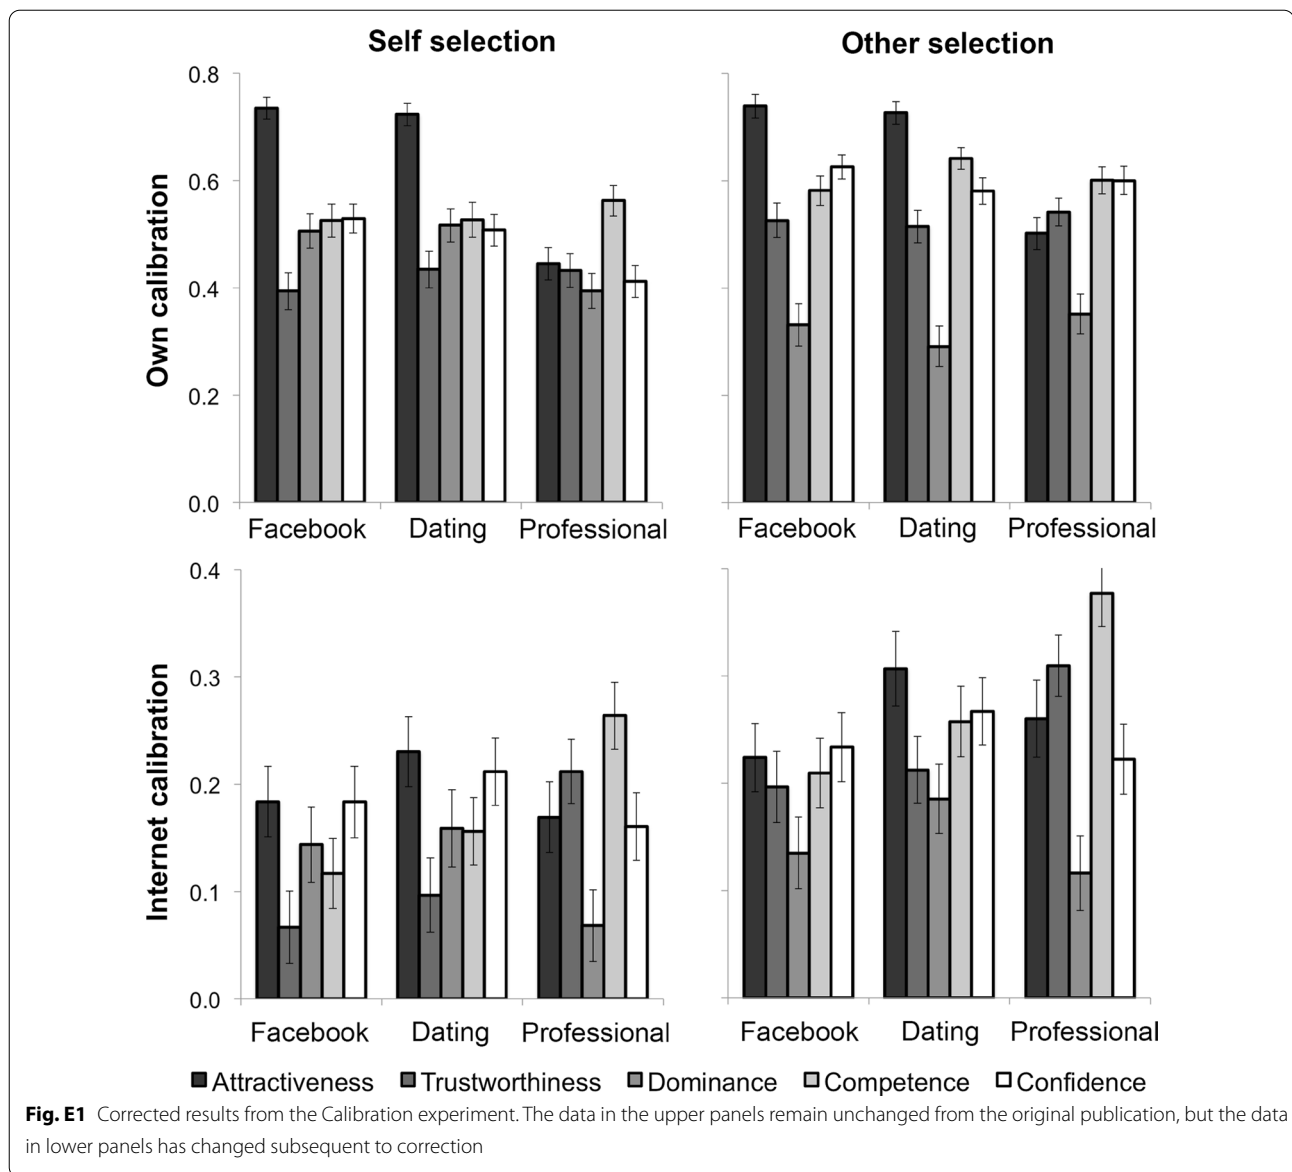 Self selection
Other selection
Own calibration
0.8
0.6
0.4
0.2
0.0
Facebook Dating Professional
Facebook Dating Professional
Internet calibration
0.4
0.3
0.2
0.1
0.0
Facebook Dating Professional
Facebook Dating Professional
Attractiveness Trustworthiness Dominance Competence Confidence
Fig. E1 Corrected results from the Calibration experiment. The data in the upper panels remain unchanged from the original publication, but the data
in lower panels has changed subsequent to correction